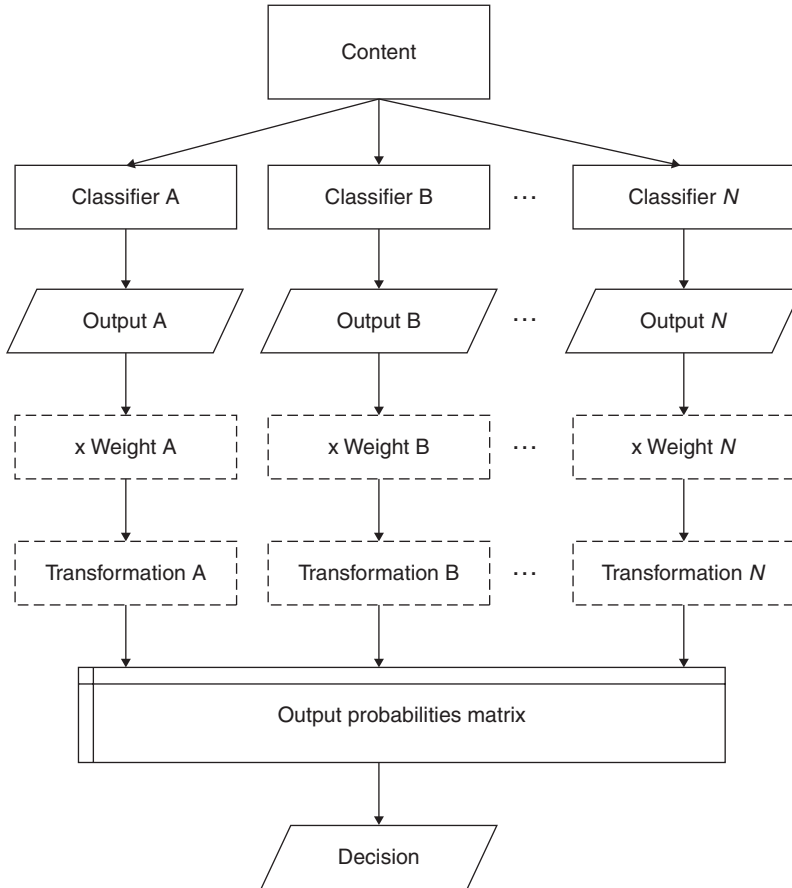 Content
Classifier A Classifier B ... Classifier N
Output A Output B ... Output N
x Weight A x Weight B ... x Weight N
Transformation A Transformation B ... Transformation N
Output probabilities matrix
Decision